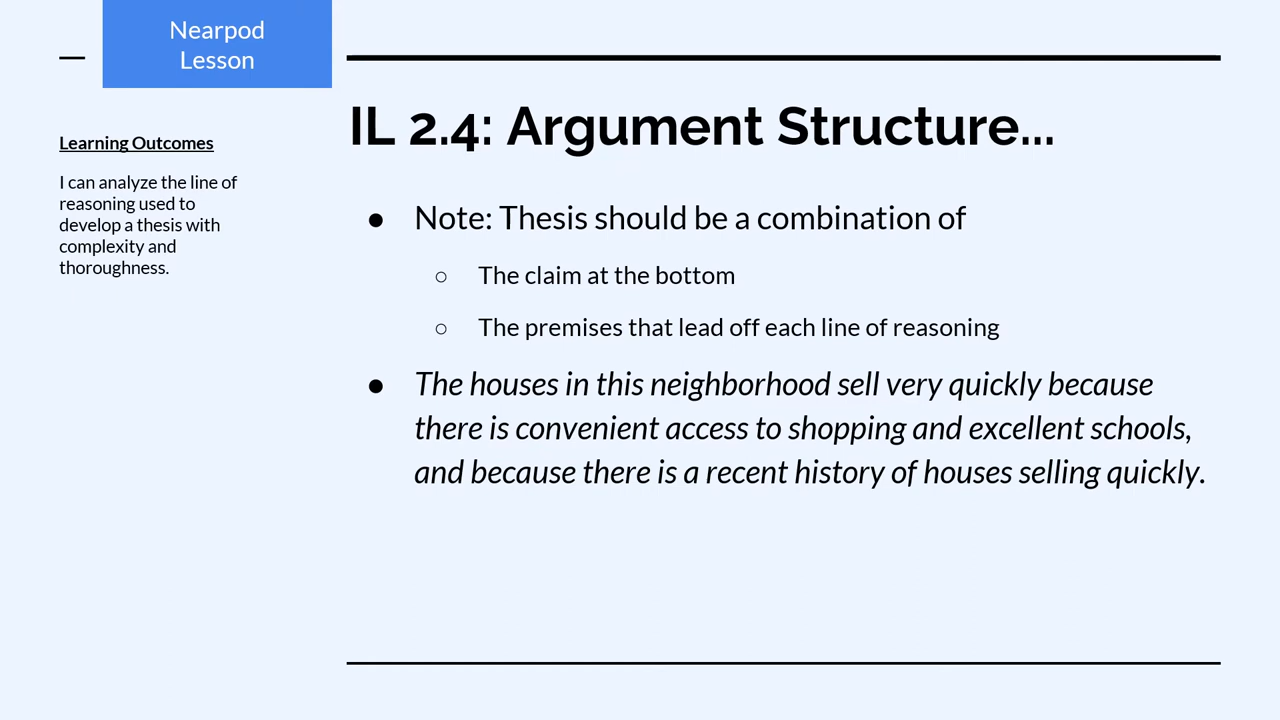 Nearpod
Lesson
IL 2.4: Argument Structure...
Learning Outcomes
I can analyze the line of
reasoning used to
develop a thesis with
complexity and
thoroughness.
● Note: Thesis should be a combination of
○ The claim at the bottom
○ The premises that lead off each line of reasoning
● The houses in this neighborhood sell very quickly because
there is convenient access to shopping and excellent schools,
and because there is a recent history of houses selling quickly.